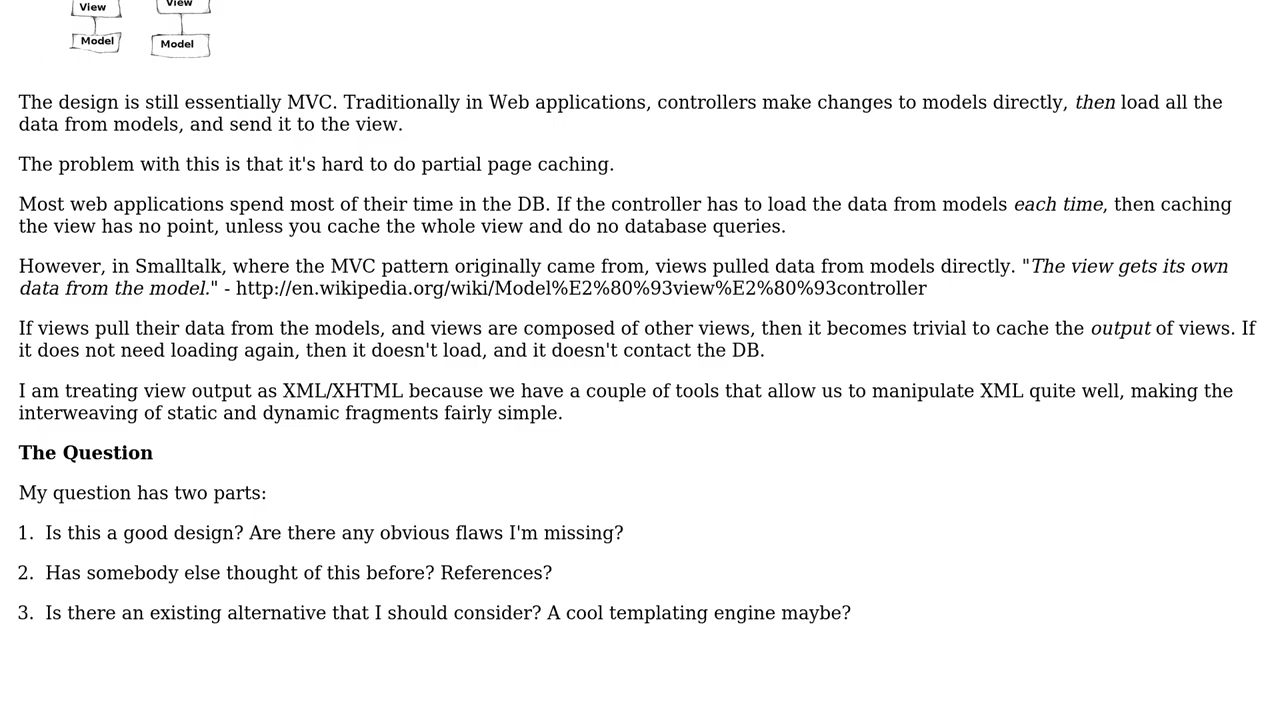 View
View
Model
Model
The design is still essentially MVC. Traditionally in Web applications, controllers make changes to models directly, then load all the
data from models, and send it to the view.
The problem with this is that it's hard to do partial page caching.
Most web applications spend most of their time in the DB. If the controller has to load the data from models each time, then caching
the view has no point, unless you cache the whole view and do no database queries.
However, in Smalltalk, where the MVC pattern originally came from, views pulled data from models directly. "The view gets its own
data from the model." - http://en.wikipedia.org/wiki/Model%E2%80%93view%E2%80%93controller
If views pull their data from the models, and views are composed of other views, then it becomes trivial to cache the output of views. If
it does not need loading again, then it doesn't load, and it doesn't contact the DB.
I am treating view output as XML/XHTML because we have a couple of tools that allow us to manipulate XML quite well, making the
interweaving of static and dynamic fragments fairly simple.
The Question
My question has two parts:
1. Is this a good design? Are there any obvious flaws I'm missing?
2. Has somebody else thought of this before? References?
3. Is there an existing alternative that I should consider? A cool templating engine maybe?